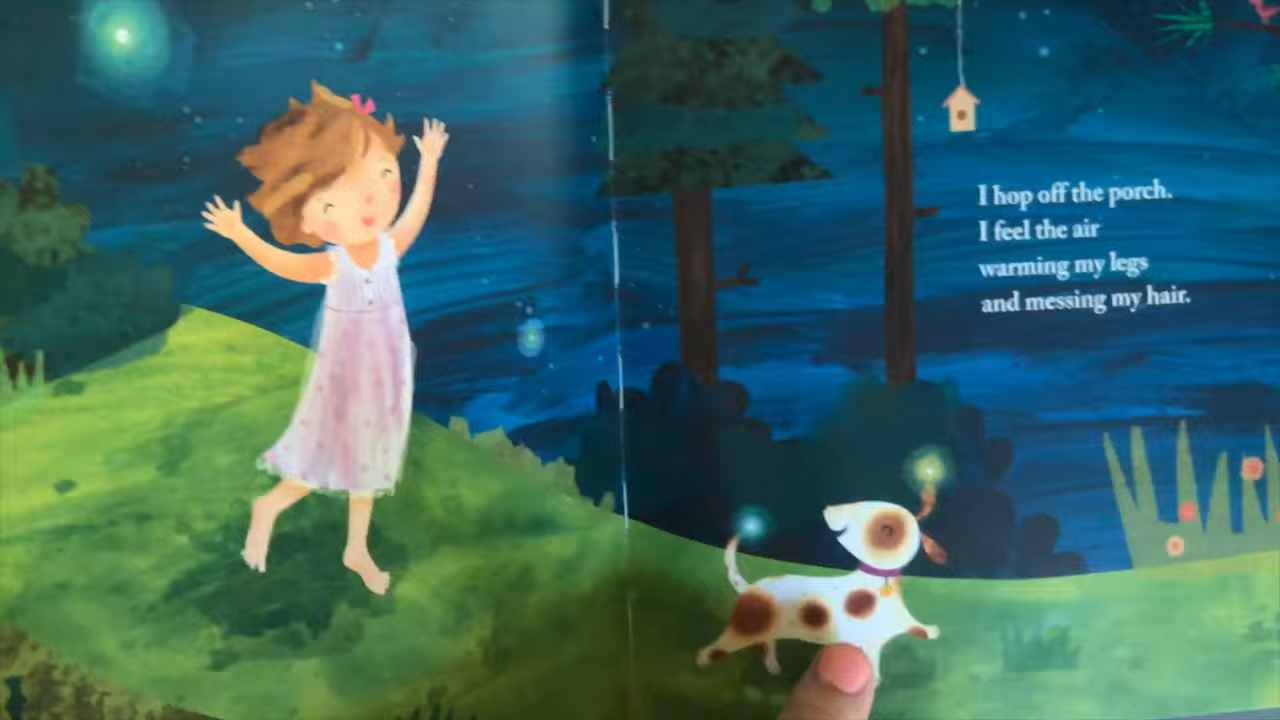 I hop off the porch.
I feel the air
warming my legs
and messing my hair.